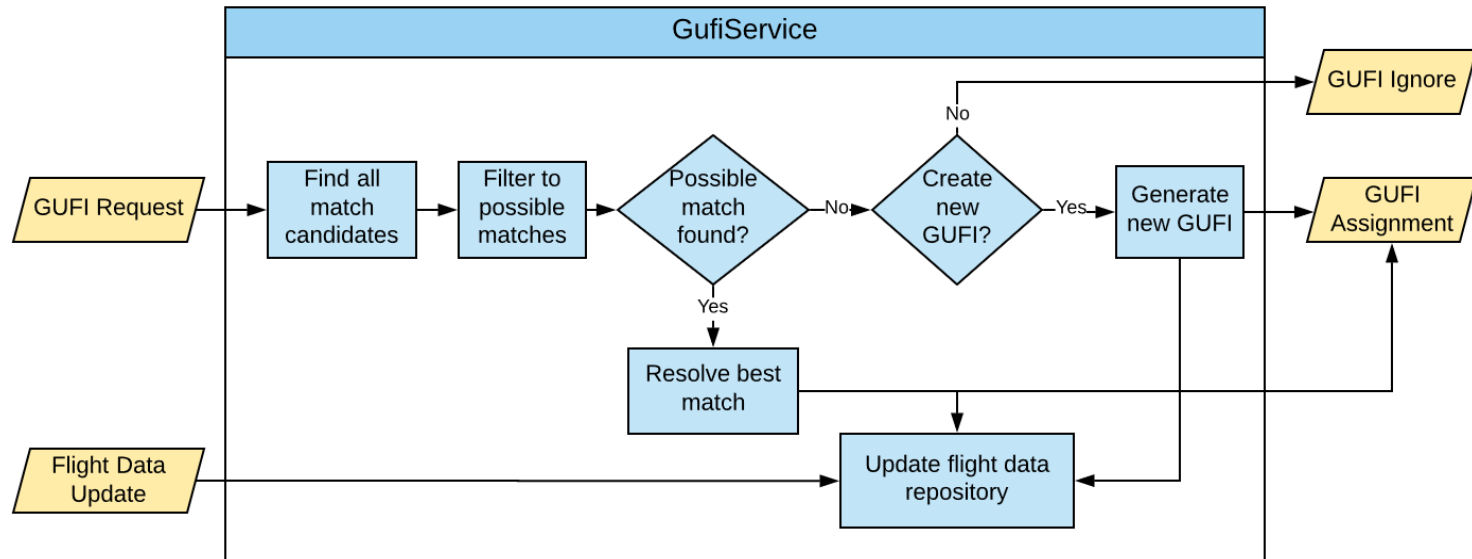 GufiService
GUFI Ignore
No
GUFI Request
Find all
match
candidates
Filter to
possible
matches
Possible
match
found?
No
Create
new
GUFI?
Yes
Generate
new GUFI
GUFI
Assignment
Yes
Resolve best
match
Flight Data
Update
Update flight data
repository